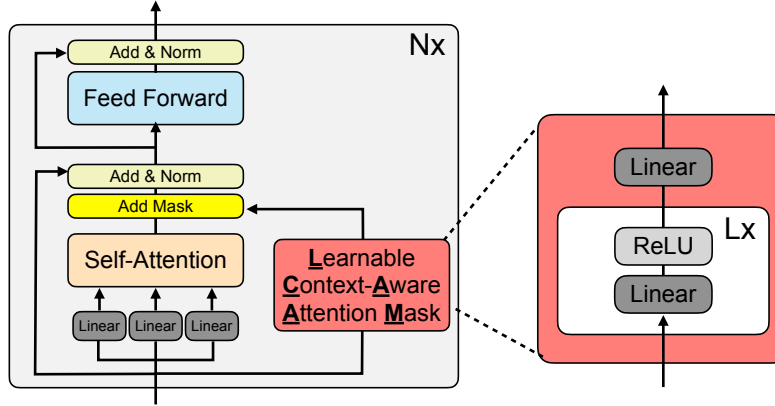 Nx
Add & Norm
Feed Forward
Add & Norm
Add Mask
Self-Attention
Linear
Linear
Linear
Learnable
Context-Aware
Attention Mask
Linear
Lx
ReLU
Linear